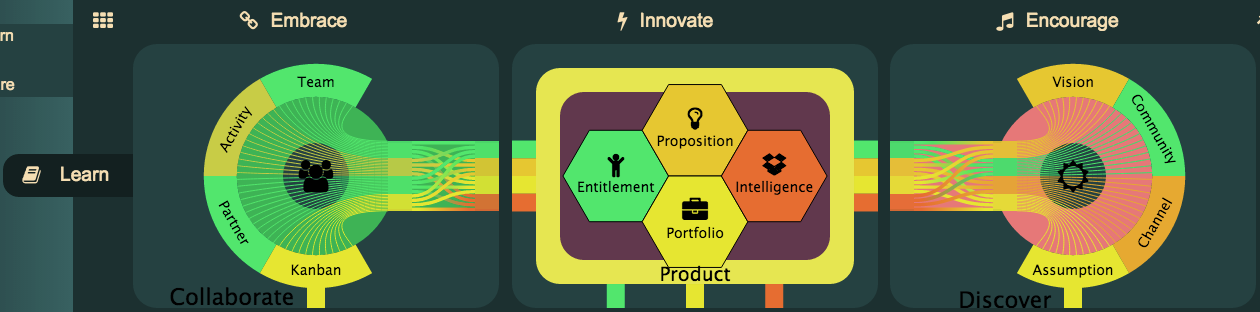 rn
re
Learn
Embrace
Innovate
Encourage
Team
Activity
Partner
Kanban
Collaborate
Proposition
Entitlement
Intelligence
Portfolio
Product
Vision
Community
Channel
Assumption
Discover